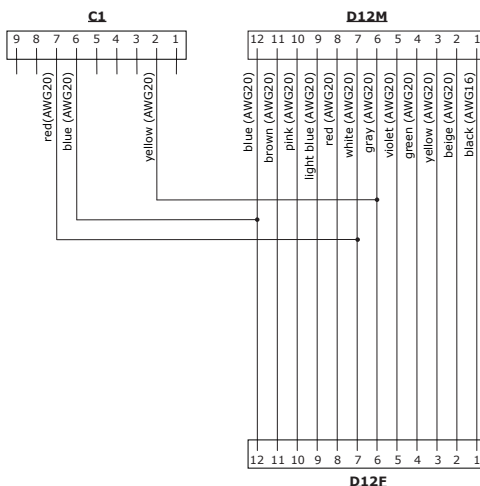 C1
D12M
9 8 7 6 5 4 3 2 1
12 11 10 9 8 7 6 5 4 3 2 1
red(AWG20)
blue (AWG20)
yellow (AWG20)
blue (AWG20)
brown (AWG20)
pink (AWG20)
light blue (AWG20)
red (AWG20)
white (AWG20)
gray (AWG20)
violet (AWG20)
green (AWG20)
yellow (AWG20)
beige (AWG20)
black (AWG16)
12 11 10 9 8 7 6 5 4 3 2 1
D12F